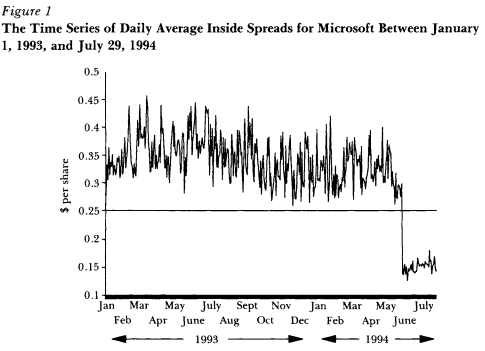 Figure 1
The Time Series of Daily Average Inside Spreads for Microsoft Between January
1, 1993, and July 29, 1994
0.5
0.45
0.4
0.35
0.3
0.25
0.2
0.15
0.1
$ per share
Jan Mar May July Sept Nov Jan Mar May July
Feb Apr June Aug Oct Dec Feb Apr June
1993 1994